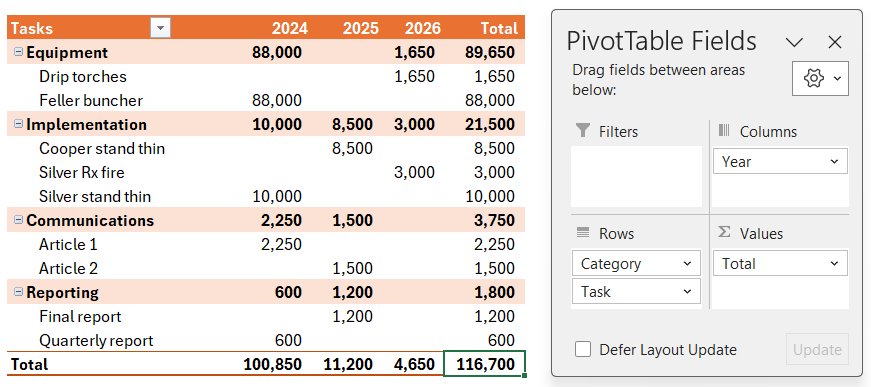 Tasks 2024 2025 2026 Total
Equipment 88,000 1,650 89,650
Drip torches 1,650 1,650
Feller buncher 88,000 88,000
Implementation 10,000 8,500 3,000 21,500
Cooper stand thin 8,500 8,500
Silver Rx fire 3,000 3,000
Silver stand thin 10,000 10,000
Communications 2,250 1,500 3,750
Article 1 2,250 2,250
Article 2 1,500 1,500
Reporting 600 1,200 1,800
Final report 1,200 1,200
Quarterly report 600 600
Total 100,850 11,200 4,650 116,700
PivotTable Fields
Drag fields between areas
below:
Filters
Columns
Year
Rows
Category
Task
Σ Values
Total
Defer Layout Update
Update